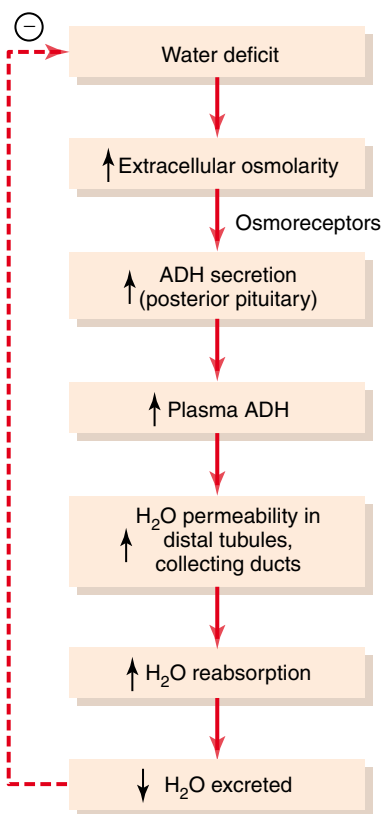 −
Water deficit
↑ Extracellular osmolarity
Osmoreceptors
↑ ADH secretion
(posterior pituitary)
↑ Plasma ADH
H₂O permeability in
↑ distal tubules,
collecting ducts
↑ H₂O reabsorption
↓ H₂O excreted